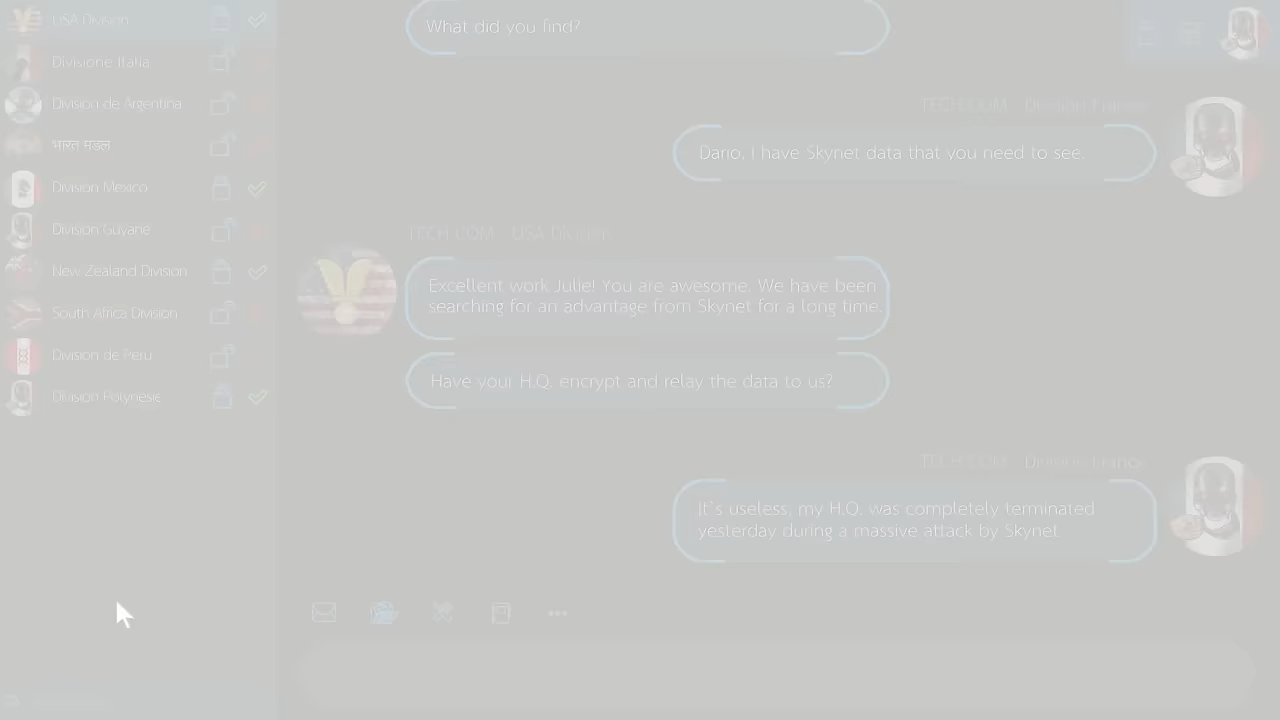 USA Division
Divisione Italia
Division de Argentina
भारत मंडल
Division Mexico
Division Guyane
New Zealand Division
South Africa Division
Division de Peru
Division Polynesie
What did you find?
TECH COM Division France
Dario, I have Skynet data that you need to see.
TECH COM USA Division
Excellent work Julie! You are awesome. We have been
searching for an advantage from Skynet for a long time.
Have your H.Q. encrypt and relay the data to us?
TECH COM Division France
It's useless, my H.Q. was completely terminated
yesterday during a massive attack by Skynet.